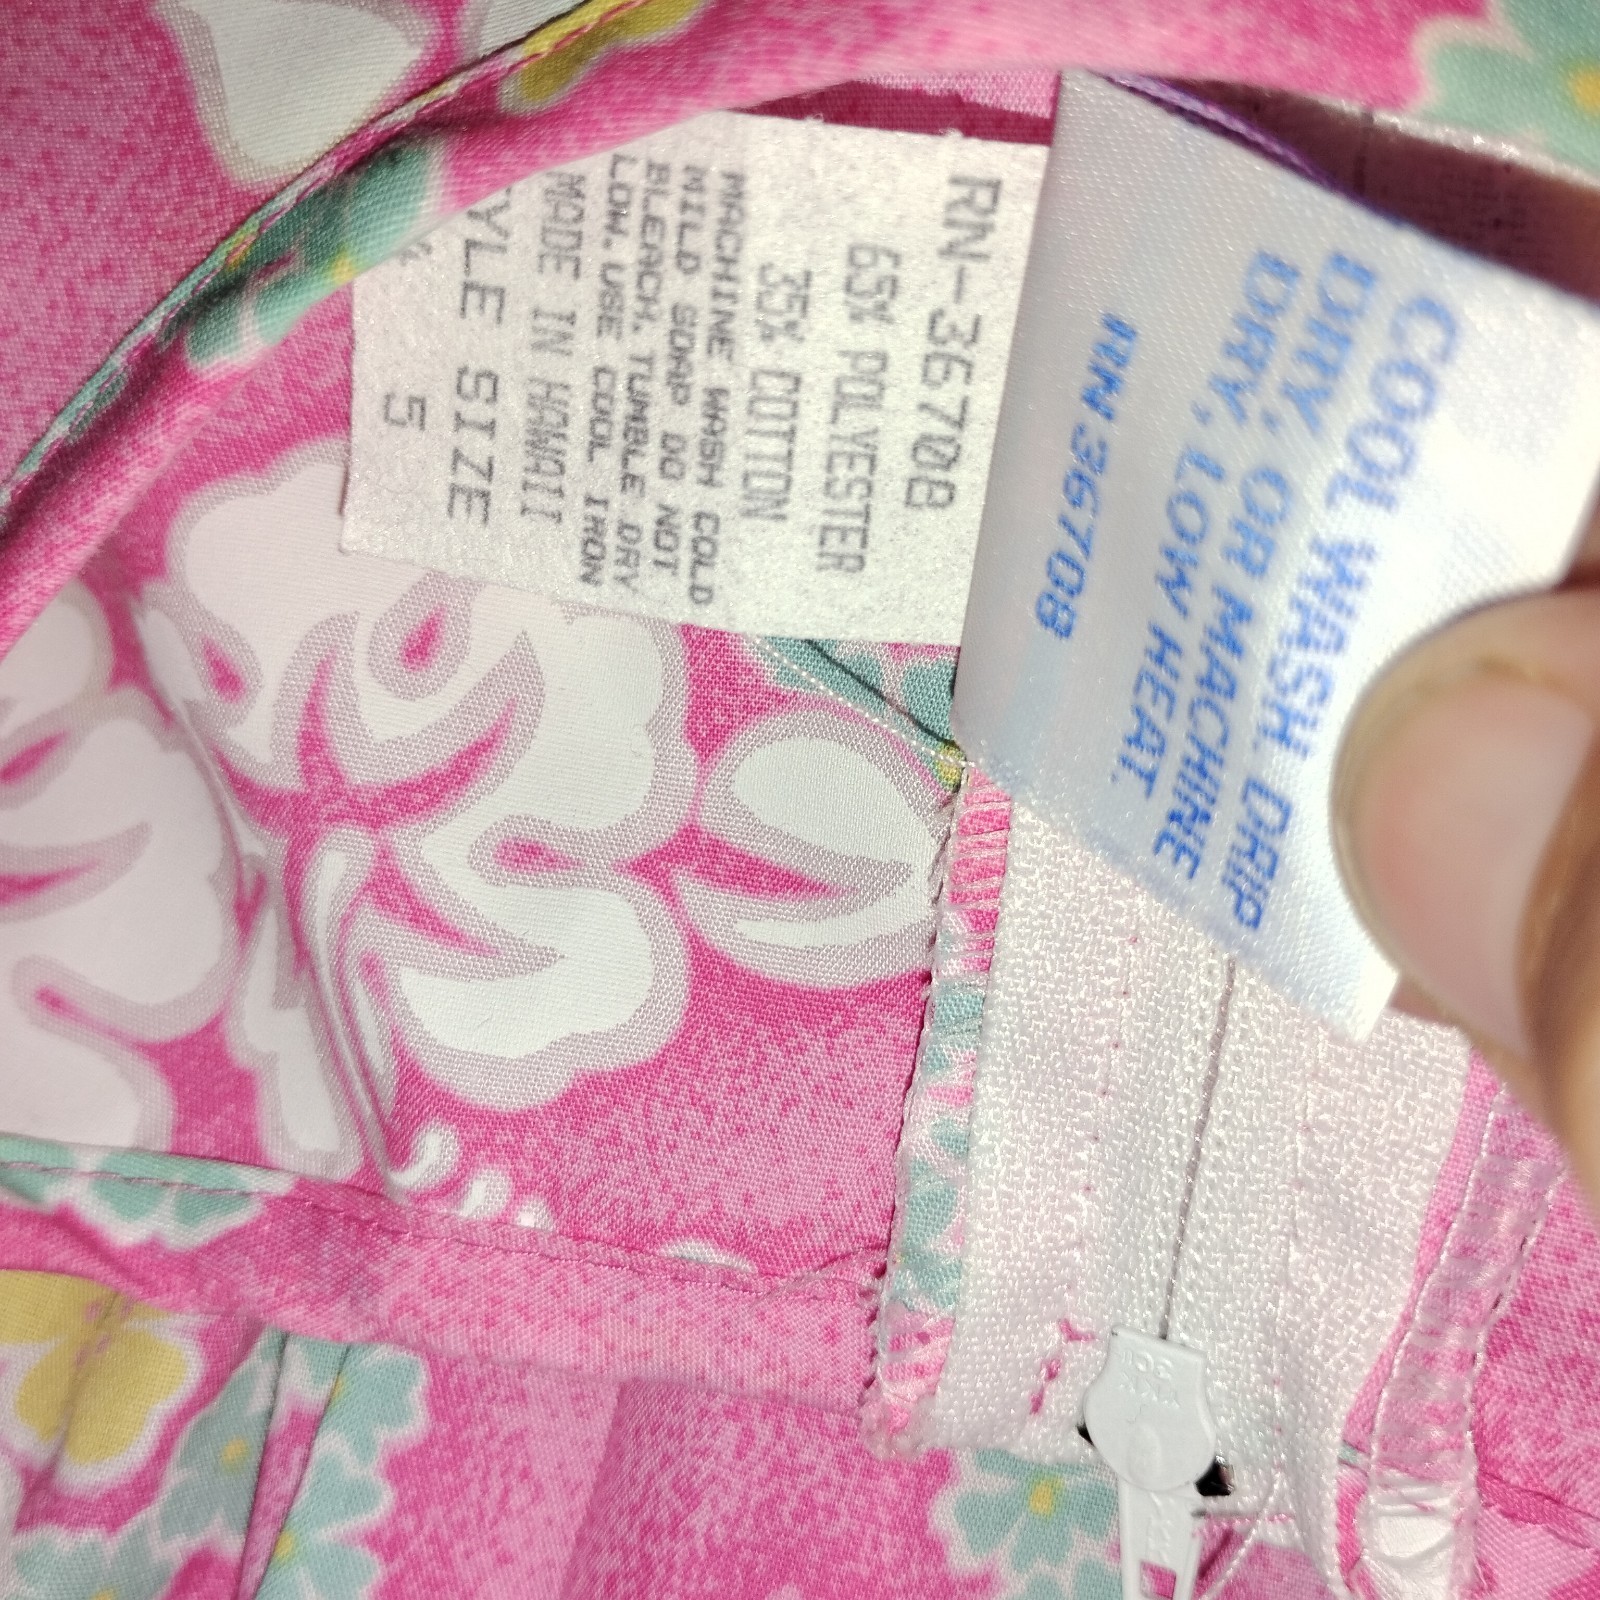 RN-36708
65% POLYESTER
35% COTTON
MACHINE WASH COLD
MILD SOAP DO NOT
BLEACH. TUMBLE DRY
LOW. USE COOL IRON
MADE IN HAWAII
TYLE SIZE
5
COOL WASH. DRIP
DRY, OR MACHINE
DRY, LOW HEAT.
RN 36708